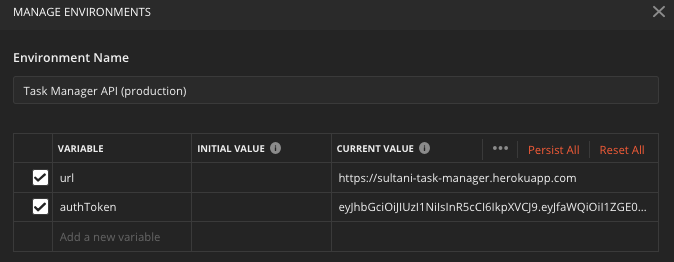 MANAGE ENVIRONMENTS
Environment Name
Task Manager API (production)
VARIABLE INITIAL VALUE CURRENT VALUE ••• Persist All Reset All
url https://sultani-task-manager.herokuapp.com
authToken eyJhbGciOiJIUzI1NiIsInR5cCI6IkpXVCJ9.eyJfaWQiOiI1ZGE0...
Add a new variable